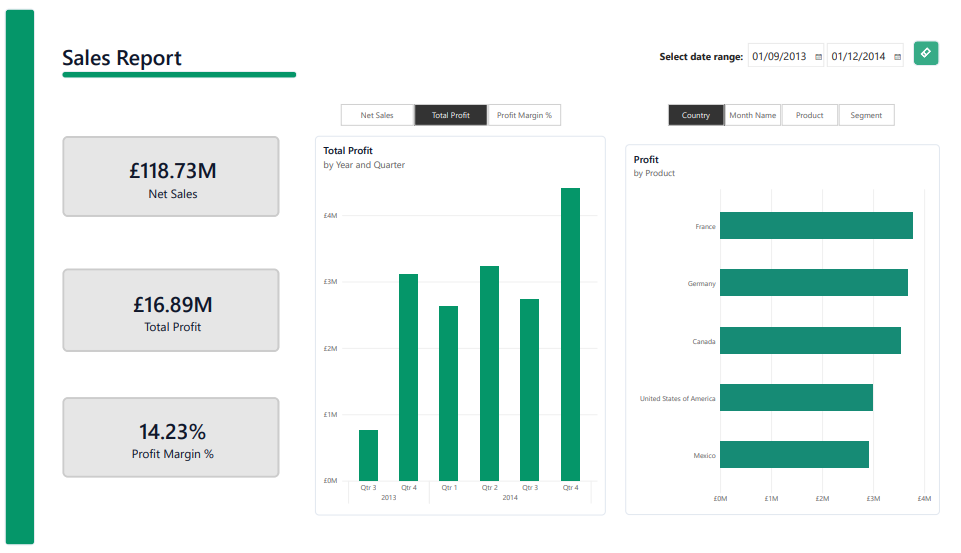 Sales Report
Select date range: 01/09/2013 01/12/2014
£118.73M
Net Sales
£16.89M
Total Profit
14.23%
Profit Margin %
Net Sales Total Profit Profit Margin %
Total Profit
by Year and Quarter
£4M
£3M
£2M
£1M
£0M
Qtr 3 Qtr 4 Qtr 1 Qtr 2 Qtr 3 Qtr 4
2013 2014
Country Month Name Product Segment
Profit
by Product
France
Germany
Canada
United States of America
Mexico
£0M £1M £2M £3M £4M